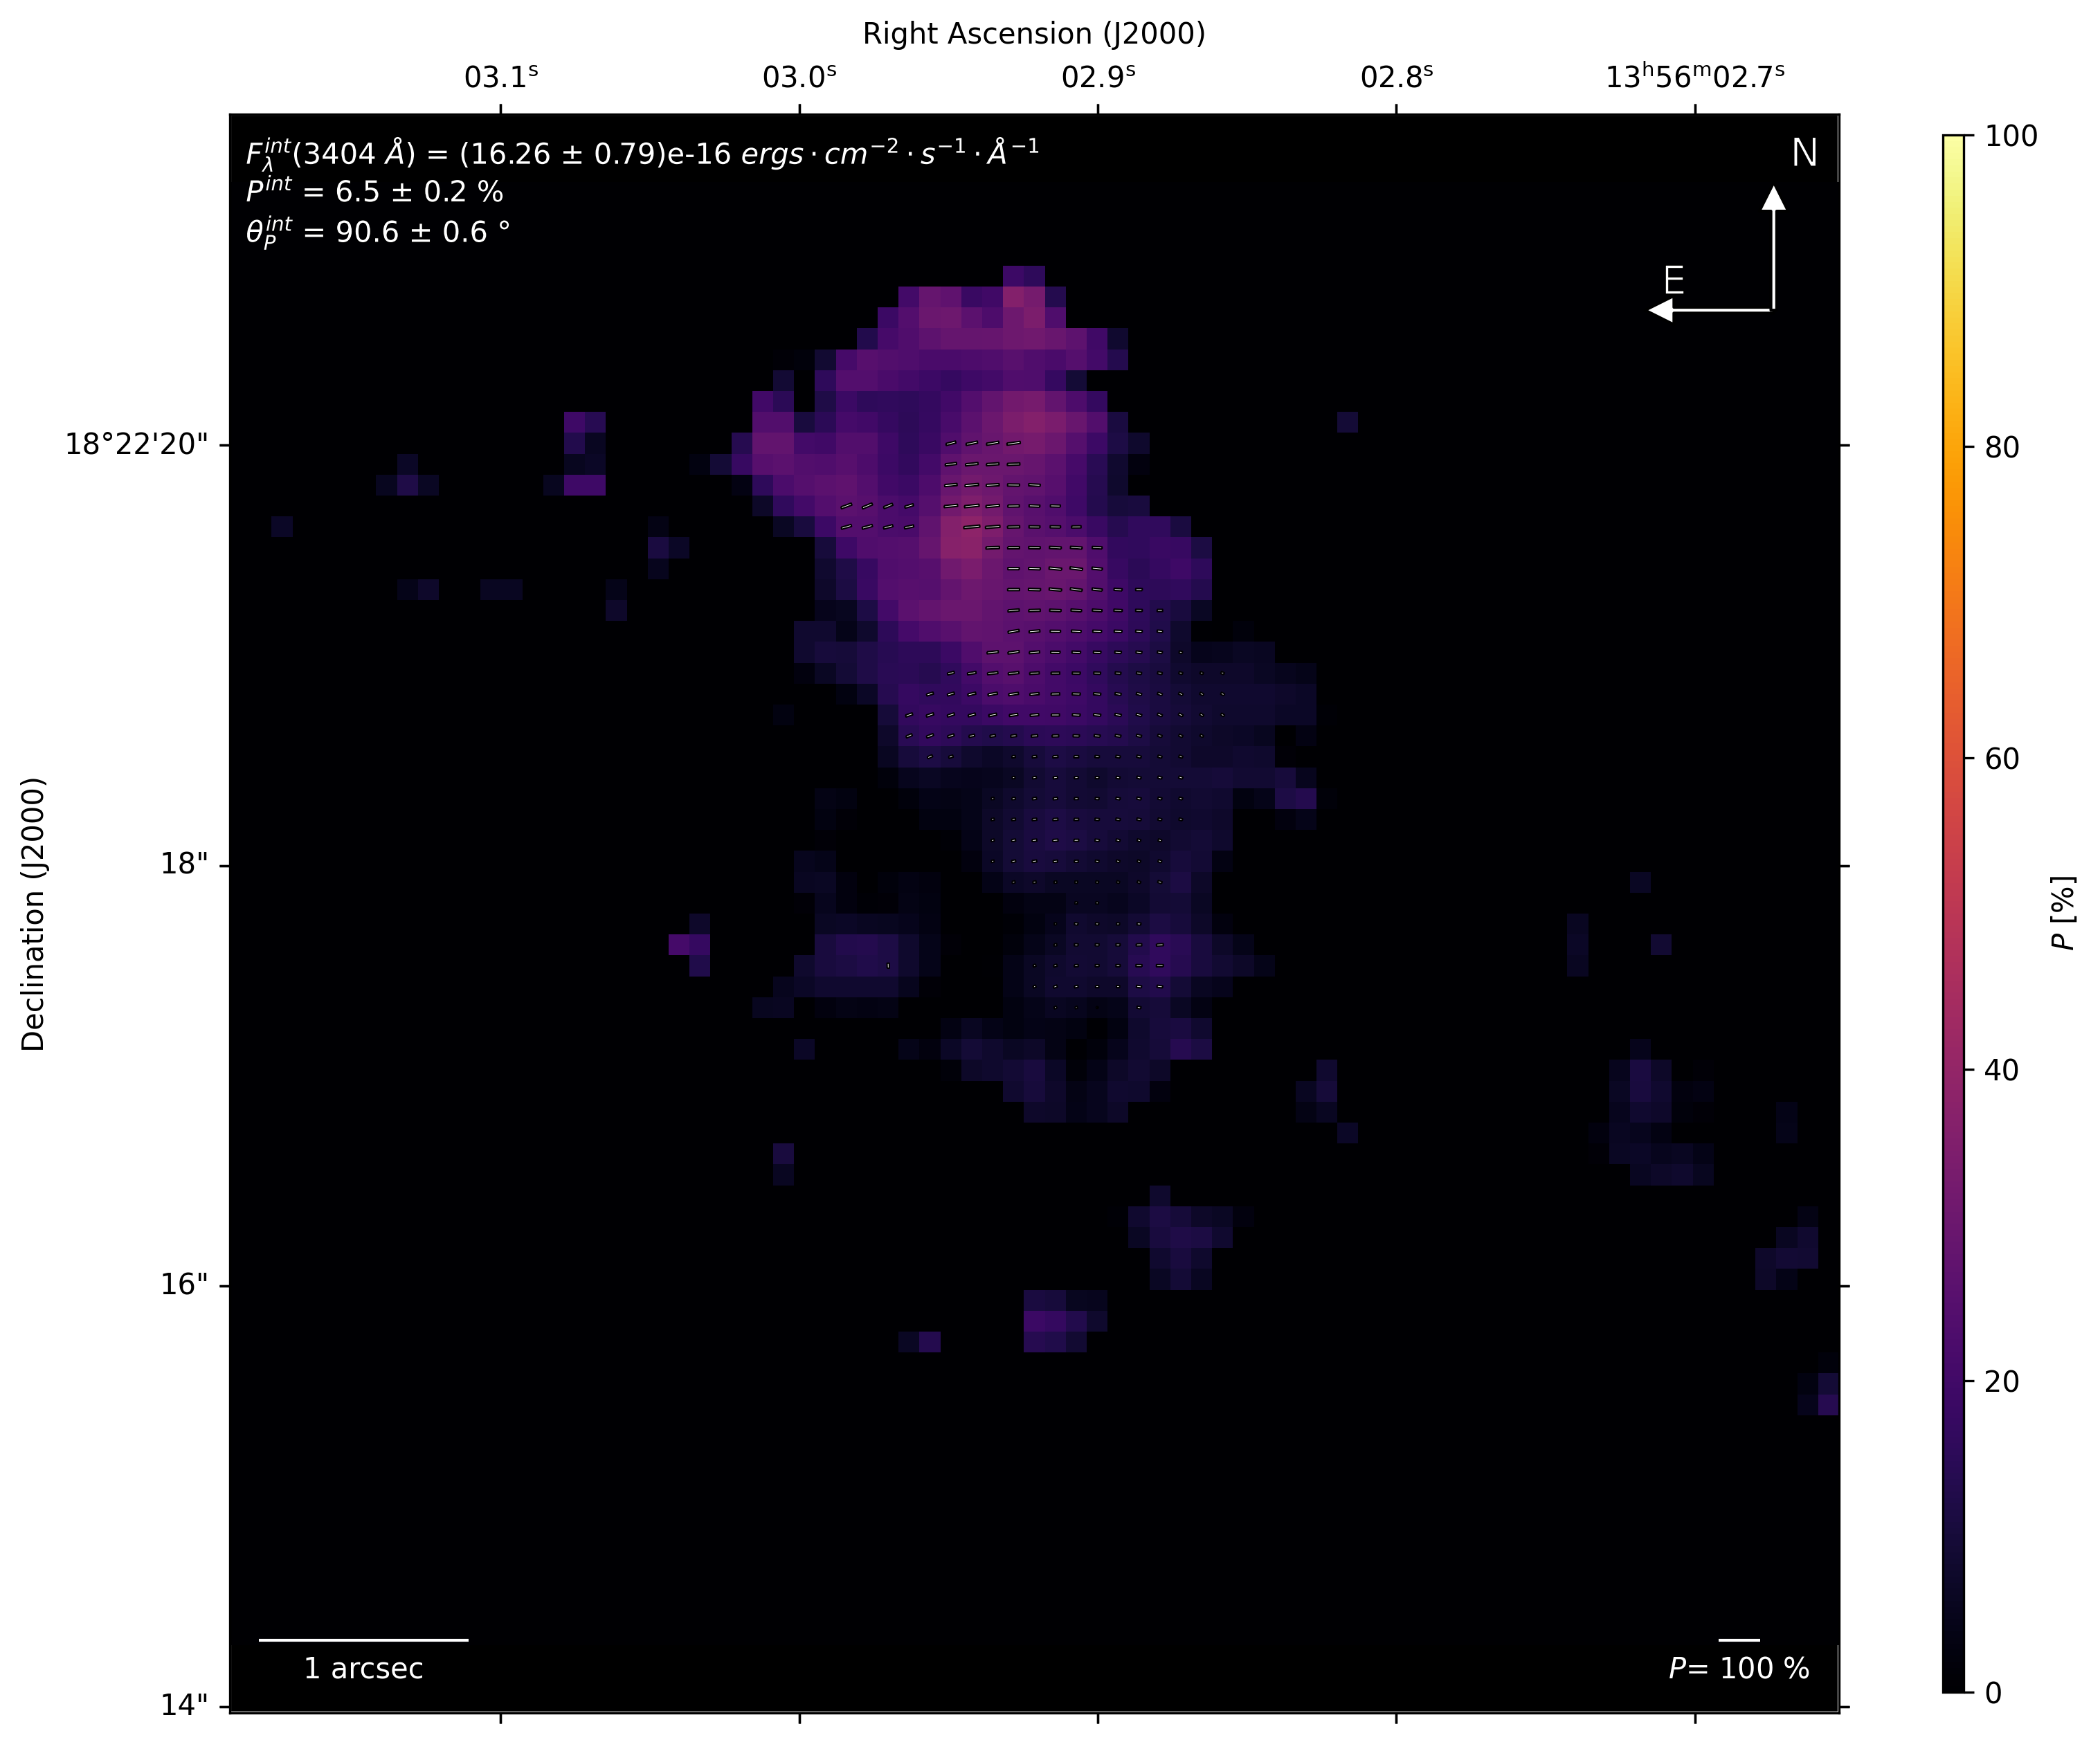 Right Ascension (J2000)
03.1ˢ 03.0ˢ 02.9ˢ 02.8ˢ 13ʰ56ᵐ02.7ˢ
F_λ^int(3404 Å) = (16.26 ± 0.79)e-16 ergs · cm⁻² · s⁻¹ · Å⁻¹
P^int = 6.5 ± 0.2 %
θ_P^int = 90.6 ± 0.6 °
N
E
18°22'20"
18"
16"
14"
Declination (J2000)
1 arcsec
P= 100 %
100
80
60
40
20
0
P [%]